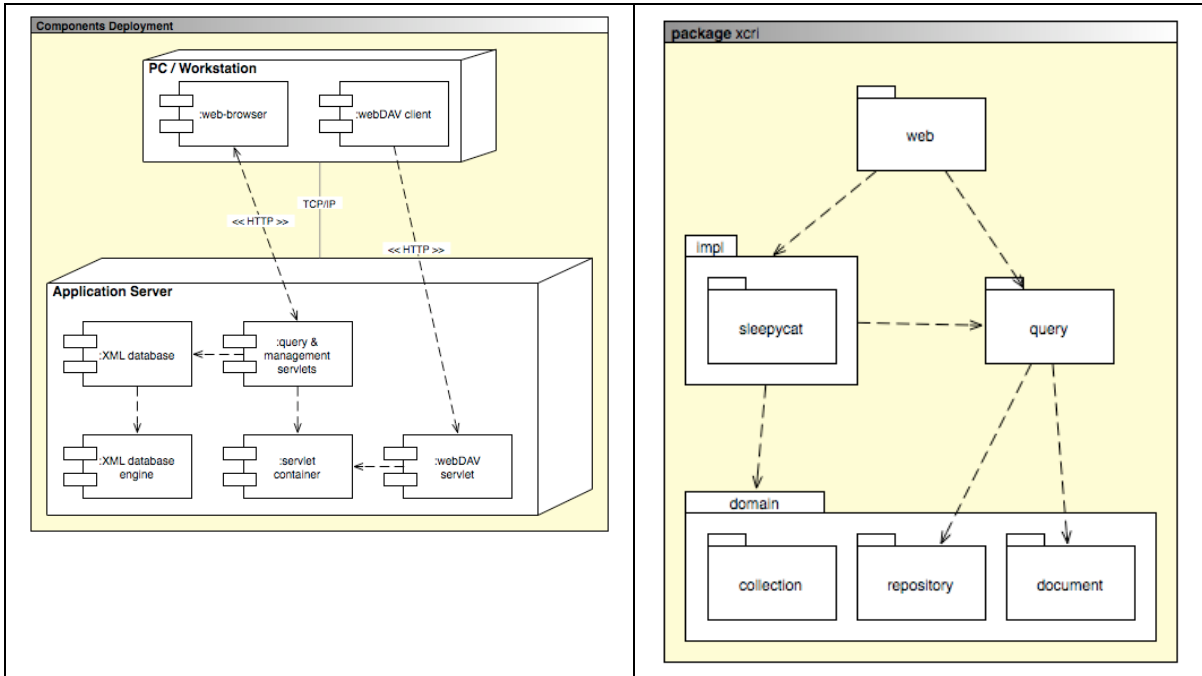 Components Deployment
PC / Workstation
:web-browser
:webDAV client
TCP/IP
<< HTTP >>
<< HTTP >>
Application Server
:XML database
:query &
management
servlets
:XML database
engine
:servlet
container
:webDAV
servlet
package xcri
web
impl
sleepycat
query
domain
collection
repository
document